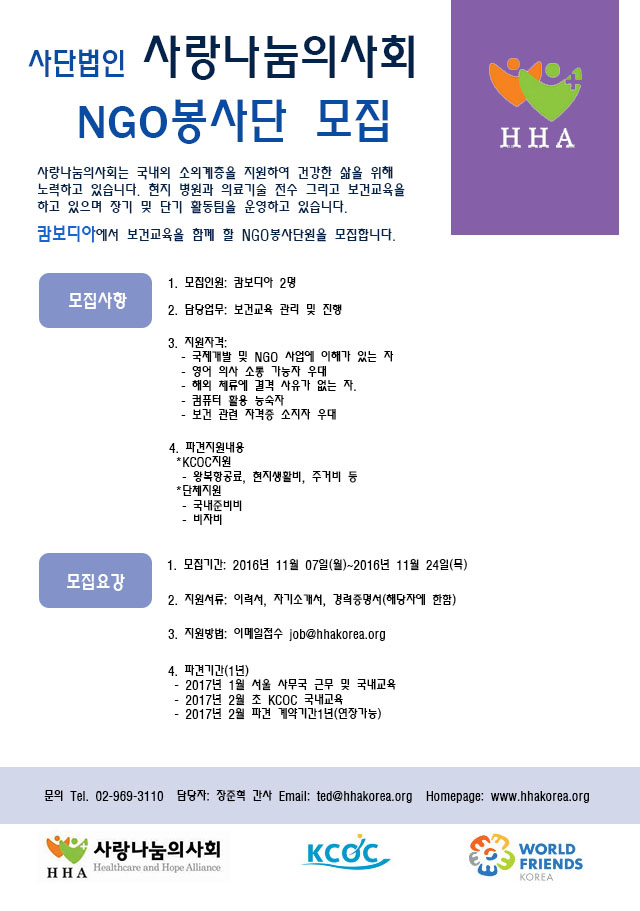 사단법인 사랑나눔의사회
NGO봉사단 모집
HHA
사랑나눔의사회는 국내외 소외계층을 지원하여 건강한 삶을 위해
노력하고 있습니다. 현지 병원과 의료기술 전수 그리고 보건교육을
하고 있으며 장기 및 단기 활동팀을 운영하고 있습니다.
캄보디아에서 보건교육을 함께 할 NGO봉사단원을 모집합니다.
모집사항
1. 모집인원: 캄보디아 2명
2. 담당업무: 보건교육 관리 및 진행
3. 지원자격:
- 국제개발 및 NGO 사업에 이해가 있는 자
- 영어 의사 소통 가능자 우대
- 해외 체류에 결격 사유가 없는 자.
- 컴퓨터 활용 능숙자
- 보건 관련 자격증 소지자 우대
4. 파견지원내용
*KCOC지원
- 왕복항공료, 현지생활비, 주거비 등
*단체지원
- 국내준비비
- 비자비
모집요강
1. 모집기간: 2016년 11월 07일(월)~2016년 11월 24일(목)
2. 지원서류: 이력서, 자기소개서, 경력증명서(해당자에 한함)
3. 지원방법: 이메일접수 job@hhakorea.org
4. 파견기간(1년)
- 2017년 1월 서울 사무국 근무 및 국내교육
- 2017년 2월 초 KCOC 국내교육
- 2017년 2월 파견 계약기간1년(연장가능)
문의 Tel. 02-969-3110 담당자: 장준혁 간사 Email: ted@hhakorea.org Homepage: www.hhakorea.org
HHA 사랑나눔의사회
Healthcare and Hope Alliance
KCOC
WORLD
FRIENDS
KOREA